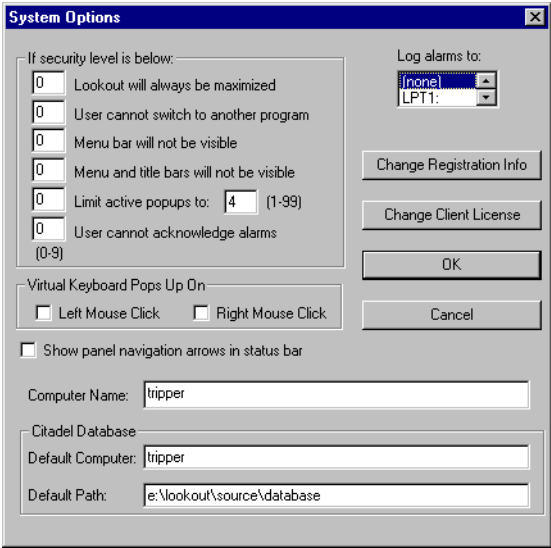 System Options
If security level is below:
0 Lookout will always be maximized
0 User cannot switch to another program
0 Menu bar will not be visible
0 Menu and title bars will not be visible
0 Limit active popups to: 4 (1-99)
0 User cannot acknowledge alarms
(0-9)
Log alarms to:
(none)
LPT1:
Change Registration Info
Change Client License
OK
Cancel
Virtual Keyboard Pops Up On
Left Mouse Click Right Mouse Click
Show panel navigation arrows in status bar
Computer Name: tripper
Citadel Database
Default Computer: tripper
Default Path: e:\lookout\source\database